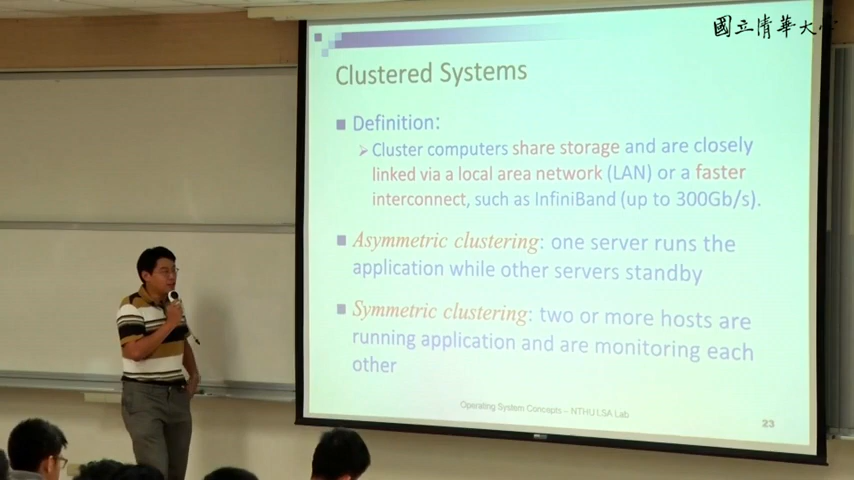 國立清華大學
Clustered Systems
■ Definition:
➢ Cluster computers share storage and are closely
linked via a local area network (LAN) or a faster
interconnect, such as InfiniBand (up to 300Gb/s).
■ Asymmetric clustering: one server runs the
application while other servers standby
■ Symmetric clustering: two or more hosts are
running application and are monitoring each
other
Operating System Concepts – NTHU LSA Lab
23